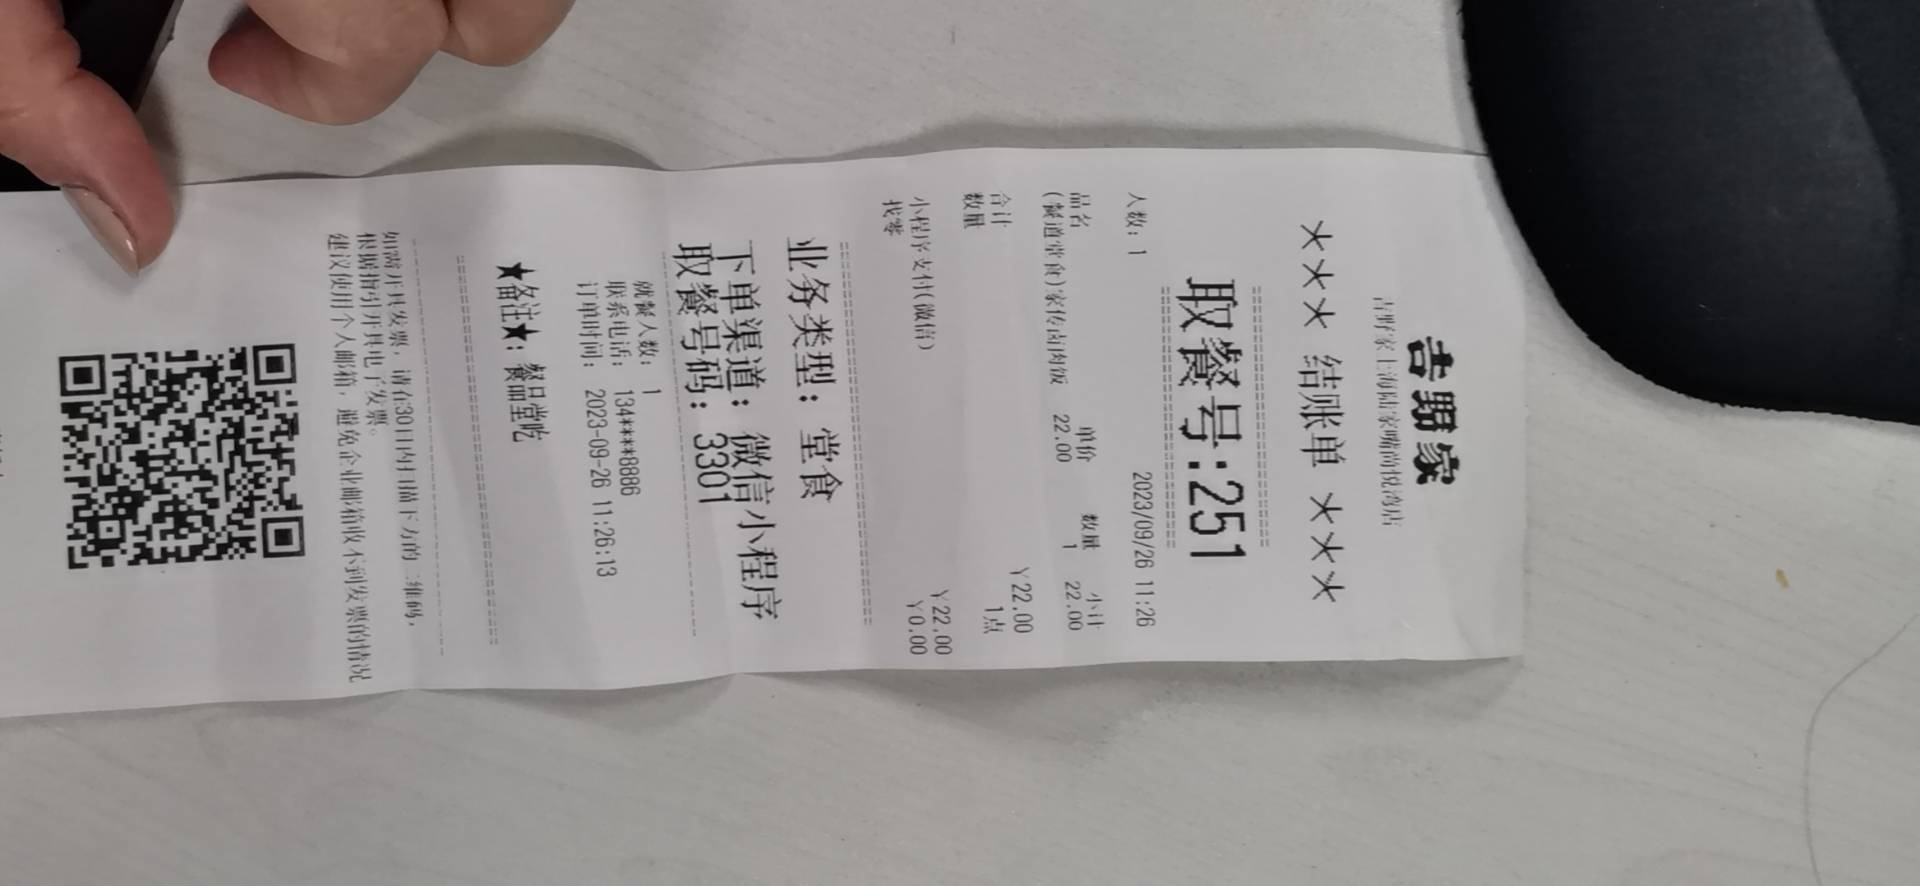 吉野家
吉野家上海陆家嘴尚悦湾店
*** 结账单 ***
取餐号:251
人数: 1 2023/09/26 11:26
品名 单价 数量 小计
(餐道堂食)家传卤肉饭 22.00 1 22.00
合计 ¥22.00
数量 1点
小程序支付(微信) ¥22.00
找零 ¥0.00
业务类型: 堂食
下单渠道: 微信小程序
取餐号码: 3301
就餐人数: 1
联系电话: 134****8886
订单时间: 2023-09-26 11:26:13
★备注★: 餐品堂吃
如需开具发票, 请在30日内扫描下方的二维码,
根据指引开具电子发票。
建议使用个人邮箱, 避免企业邮箱收不到发票的情况